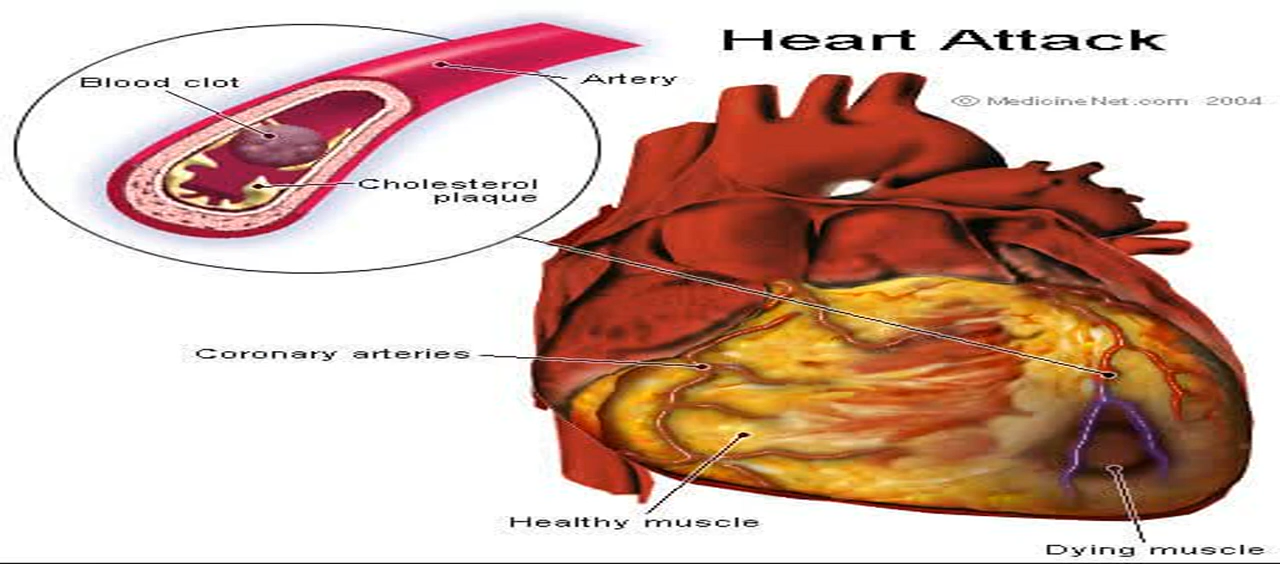 Heart Attack
© MedicineNet.com 2004
Blood clot
Artery
Cholesterol
plaque
Coronary arteries
Healthy muscle
Dying muscle